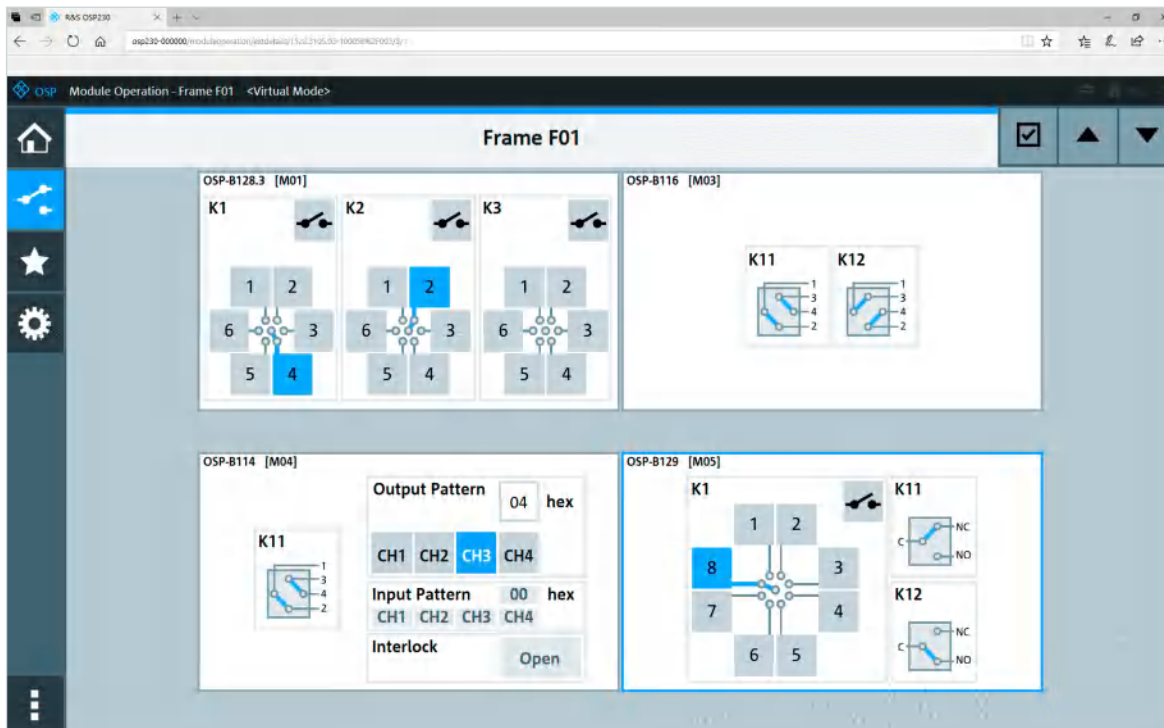 R&S OSP230
osp230-000000/
OSP Module Operation - Frame F01 <Virtual Mode>
Frame F01
OSP-B128.3 [M01]
K1
1 2
6 3
5 4
K2
1 2
6 3
5 4
K3
1 2
6 3
5 4
OSP-B116 [M03]
K11
1
3
4
2
K12
1
3
4
2
OSP-B114 [M04]
K11
1
3
4
2
Output Pattern 04 hex
CH1 CH2 CH3 CH4
Input Pattern 00 hex
CH1 CH2 CH3 CH4
Interlock Open
OSP-B129 [M05]
K1
1 2
8 3
7 4
6 5
K11
NC
C
NO
K12
NC
C
NO